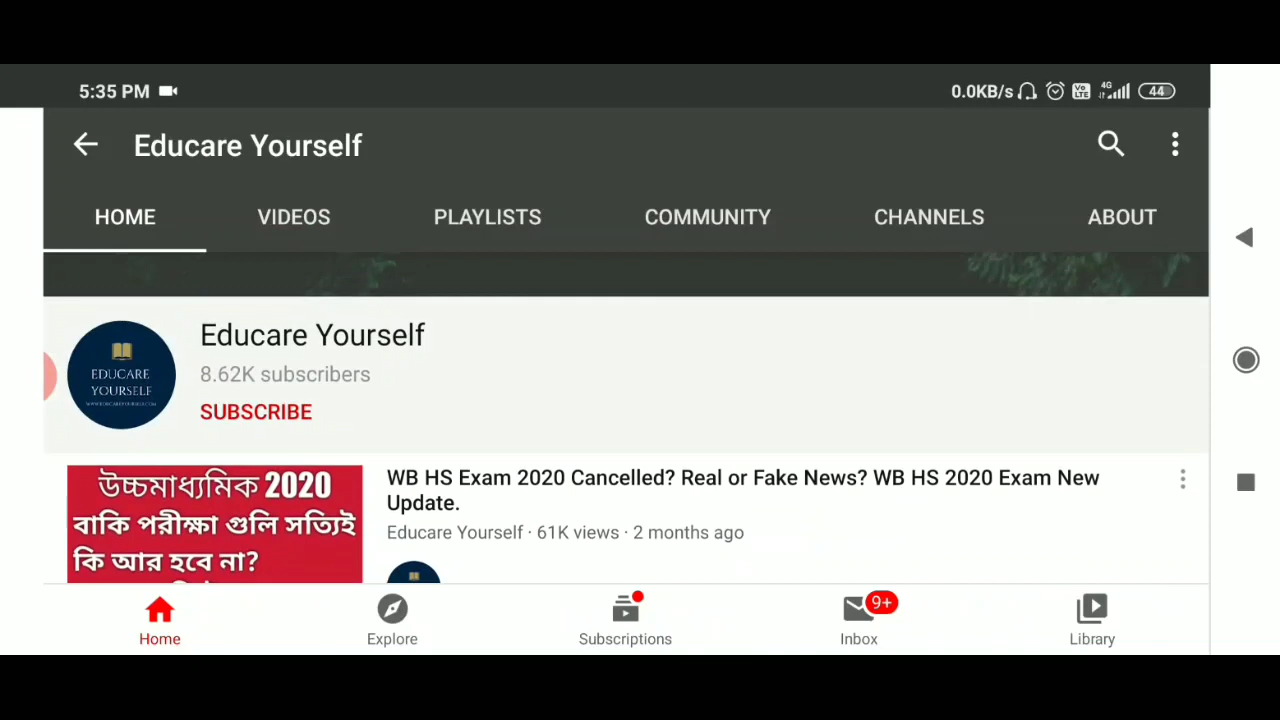 5:35 PM 0.0KB/s 4G VO LTE 44
Educare Yourself
HOME VIDEOS PLAYLISTS COMMUNITY CHANNELS ABOUT
EDUCARE
YOURSELF
Educare Yourself
8.62K subscribers
SUBSCRIBE
উচ্চমাধ্যমিক 2020
বাকি পরীক্ষা গুলি সত্যিই
কি আর হবে না?
WB HS Exam 2020 Cancelled? Real or Fake News? WB HS 2020 Exam New
Update.
Educare Yourself · 61K views · 2 months ago
9+
Home Explore Subscriptions Inbox Library